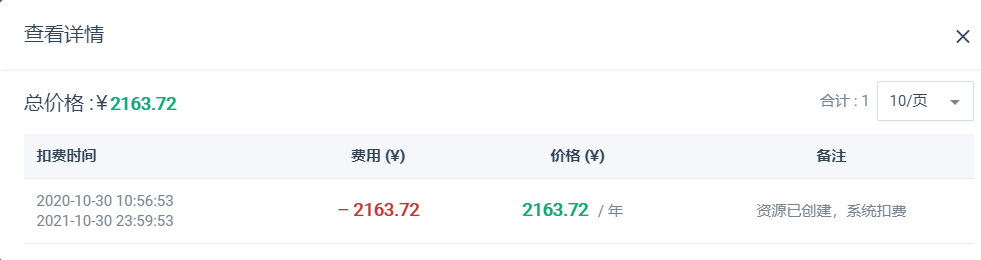 查看详情
总价格 :¥2163.72
合计 : 1 10/页
扣费时间 费用 (¥) 价格 (¥) 备注
2020-10-30 10:56:53
2021-10-30 23:59:53
– 2163.72 2163.72 / 年 资源已创建，系统扣费